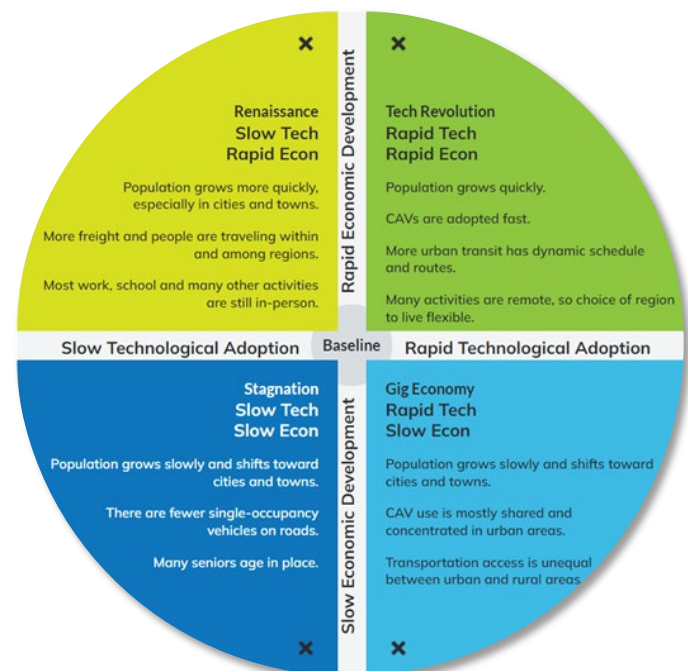 Renaissance
Slow Tech
Rapid Econ
Population grows more quickly,
especially in cities and towns.
More freight and people are traveling within
and among regions.
Most work, school and many other activities
are still in-person.
Rapid Economic Development
Tech Revolution
Rapid Tech
Rapid Econ
Population grows quickly.
CAVs are adopted fast.
More urban transit has dynamic schedule
and routes.
Many activities are remote, so choice of region
to live flexible.
Slow Technological Adoption
Baseline
Rapid Technological Adoption
Stagnation
Slow Tech
Slow Econ
Population grows slowly and shifts toward
cities and towns.
There are fewer single-occupancy
vehicles on roads.
Many seniors age in place.
Slow Economic Development
Gig Economy
Rapid Tech
Slow Econ
Population grows slowly and shifts toward
cities and towns.
CAV use is mostly shared and
concentrated in urban areas.
Transportation access is unequal
between urban and rural areas